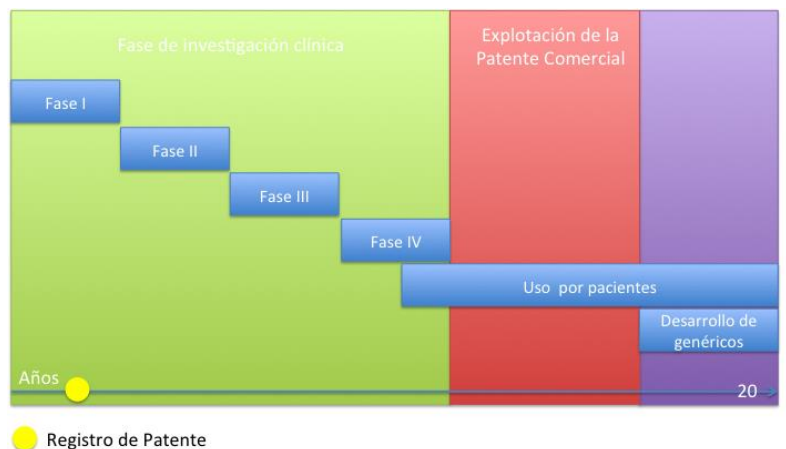 Fase de investigación clínica
Explotación de la
Patente Comercial
Fase I
Fase II
Fase III
Fase IV
Uso por pacientes
Desarrollo de
genéricos
Años
20
Registro de Patente